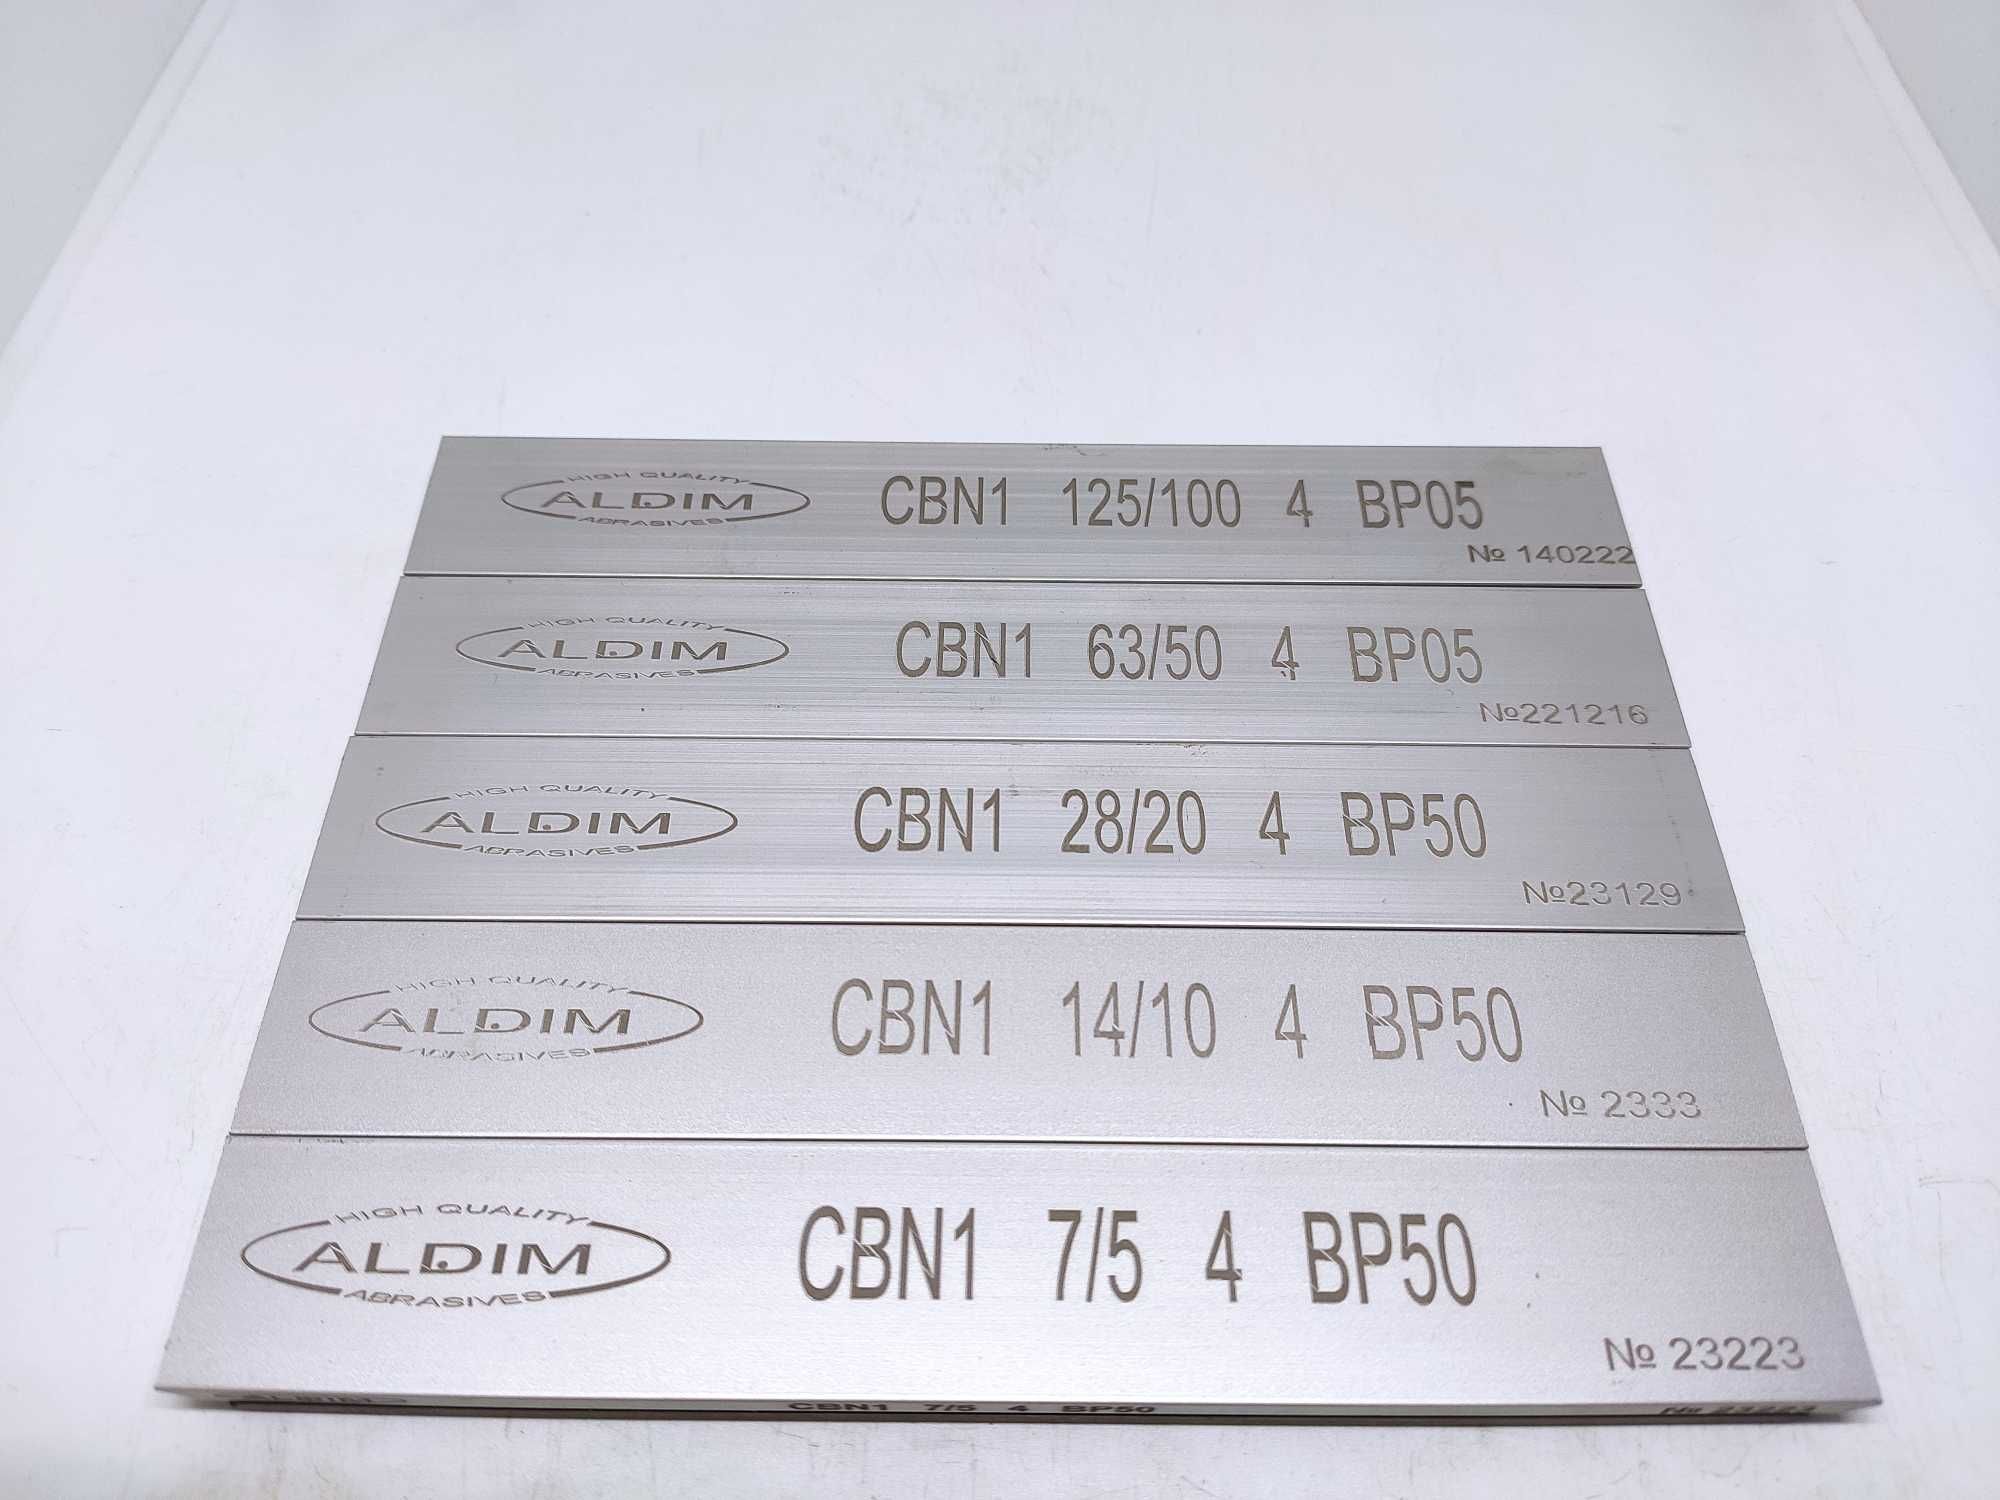 HIGH QUALITY
ALDIM
ABRASIVES
CBN1 125/100 4 BP05
№ 140222
HIGH QUALITY
ALDIM
ABRASIVES
CBN1 63/50 4 BP05
№221216
HIGH QUALITY
ALDIM
ABRASIVES
CBN1 28/20 4 BP50
№23129
HIGH QUALITY
ALDIM
ABRASIVES
CBN1 14/10 4 BP50
№ 2333
HIGH QUALITY
ALDIM
ABRASIVES
CBN1 7/5 4 BP50
№ 23223
CBN1 7/5 4 BP50 № 23223